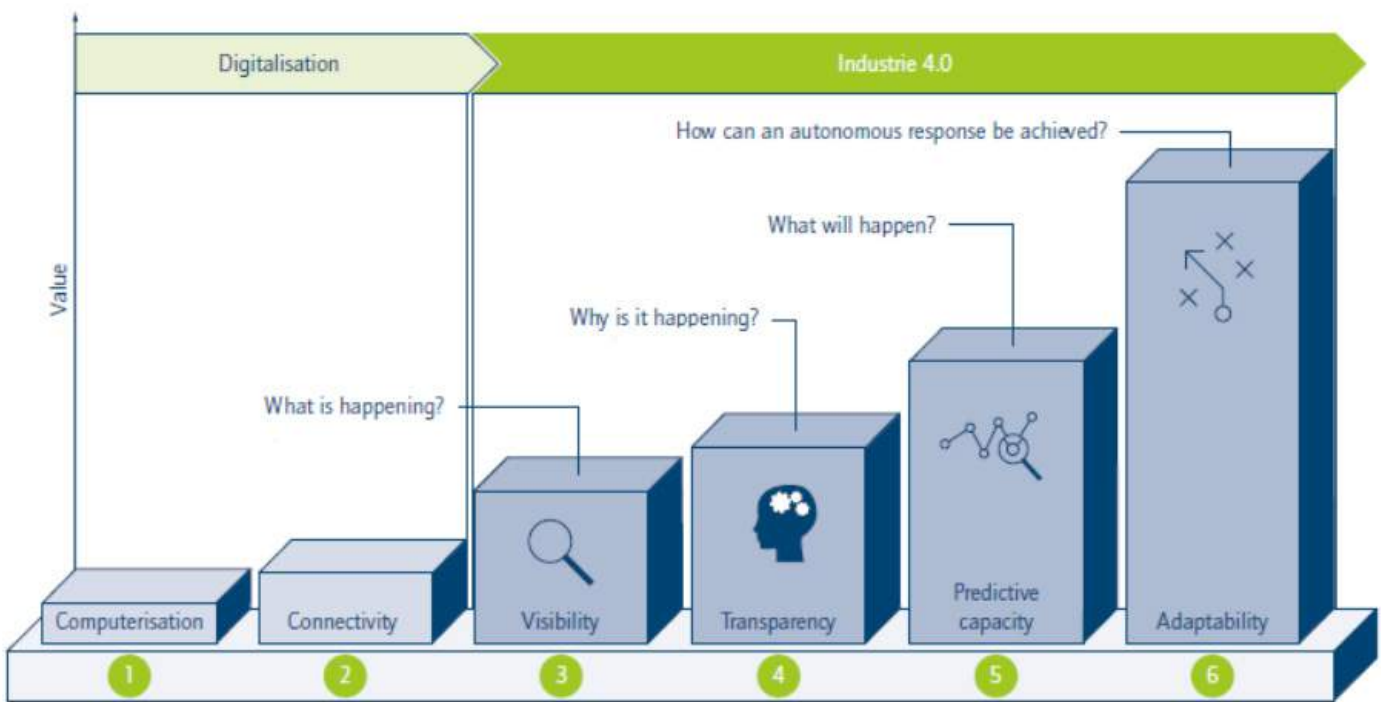 Digitalisation
Industrie 4.0
How can an autonomous response be achieved?
What will happen?
Why is it happening?
What is happening?
Value
Computerisation
Connectivity
Visibility
Transparency
Predictive
capacity
Adaptability
1
2
3
4
5
6